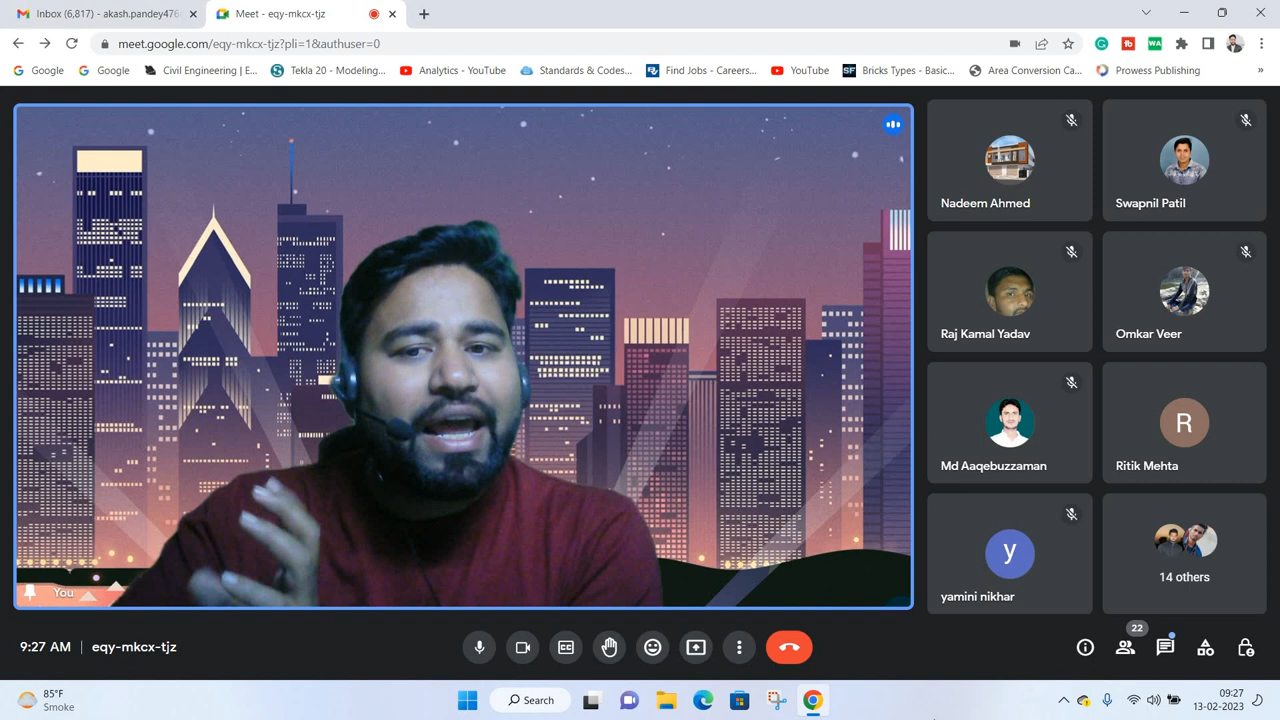 Inbox (6,817) - akash.pandey476
Meet - eqy-mkcx-tjz
meet.google.com/eqy-mkcx-tjz?pli=1&authuser=0
Google
Google
Civil Engineering | E...
Tekla 20 - Modeling...
Analytics - YouTube
Standards & Codes...
Find Jobs - Careers...
YouTube
Bricks Types - Basic...
Area Conversion Ca...
Prowess Publishing
Nadeem Ahmed
Swapnil Patil
Raj Kamal Yadav
Omkar Veer
Md Aaqebuzzaman
R
Ritik Mehta
y
yamini nikhar
14 others
You
9:27 AM | eqy-mkcx-tjz
22
85°F
Smoke
Search
09:27
13-02-2023